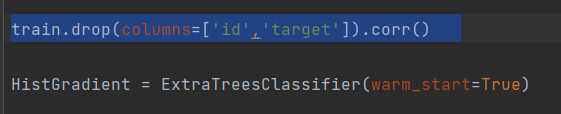 train.drop(columns=['id','target']).corr()
HistGradient = ExtraTreesClassifier(warm_start=True)